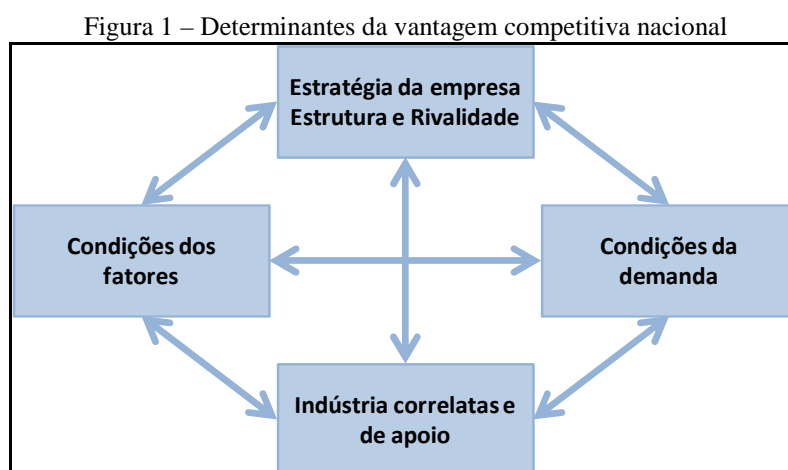 Figura 1 – Determinantes da vantagem competitiva nacional
Estratégia da empresa
Estrutura e Rivalidade
Condições dos
fatores
Condições da
demanda
Indústria correlatas e
de apoio